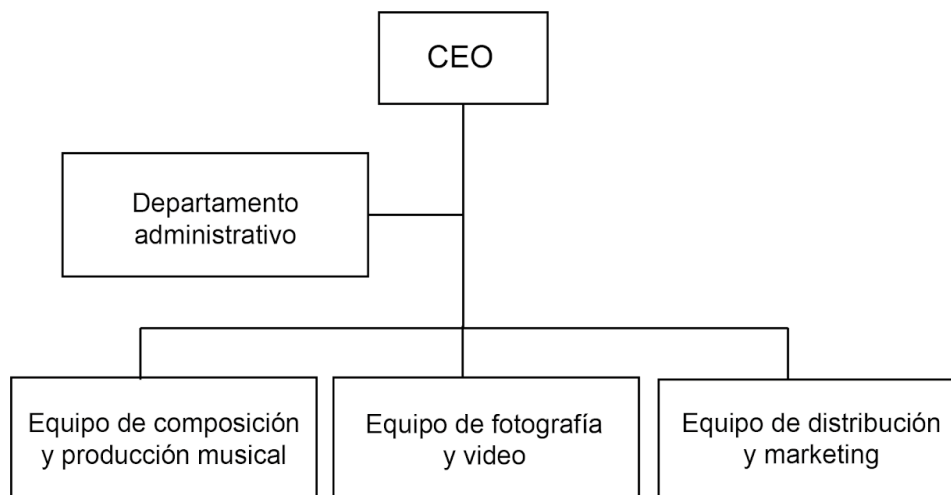 CEO
Departamento
administrativo
Equipo de composición
y producción musical
Equipo de fotografía
y video
Equipo de distribución
y marketing